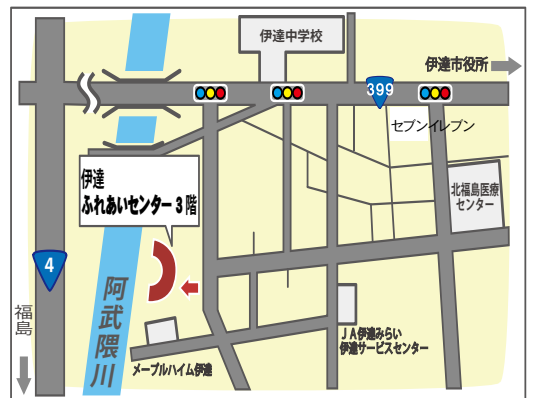 伊達中学校
伊達市役所
399
セブンイレブン
伊達
ふれあいセンター 3 階
北福島医療
センター
4
阿武隈川
福島
JA伊達みらい
伊達サービスセンター
メープルハイム伊達